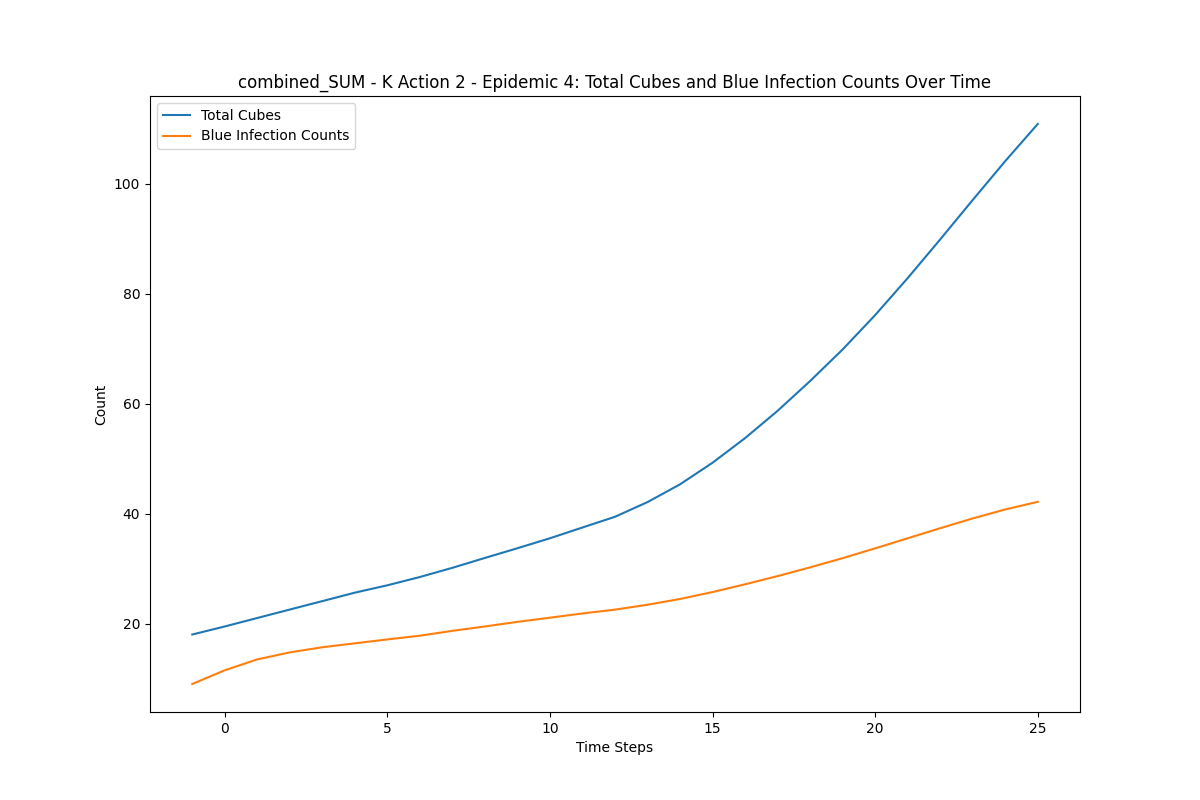 combined_SUM - K Action 2 - Epidemic 4: Total Cubes and Blue Infection Counts Over Time
Total Cubes
Blue Infection Counts
100
80
60
40
20
Count
0 5 10 15 20 25
Time Steps